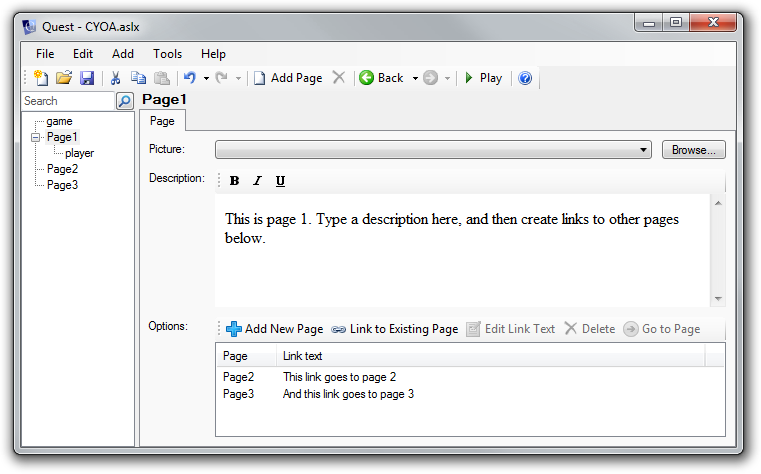 Quest - CYOA.aslx
File Edit Add Tools Help
Add Page Back Play
Search
game
Page1
player
Page2
Page3
Page1
Page
Picture: Browse...
Description: B I U
This is page 1. Type a description here, and then create links to other pages
below.
Options: Add New Page Link to Existing Page Edit Link Text Delete Go to Page
Page Link text
Page2 This link goes to page 2
Page3 And this link goes to page 3